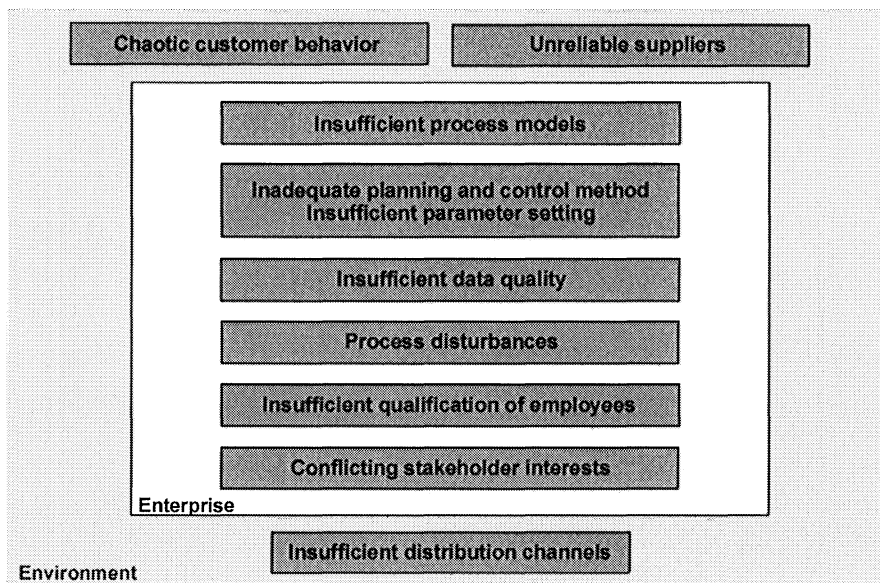 Chaotic customer behavior
Unreliable suppliers
Insufficient process models
Inadequate planning and control method
Insufficient parameter setting
Insufficient data quality
Process disturbances
Insufficient qualification of employees
Conflicting stakeholder interests
Enterprise
Insufficient distribution channels
Environment